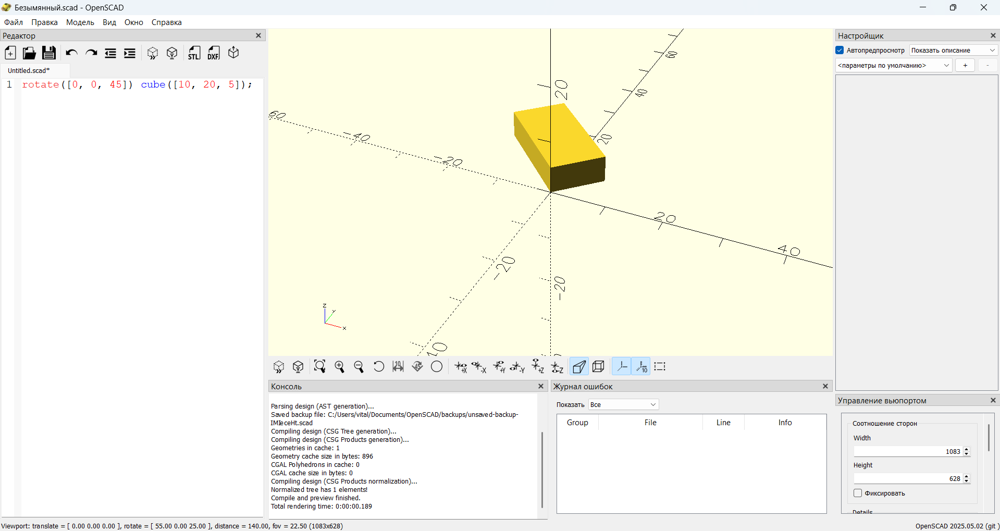 Безымянный.scad - OpenSCAD
Файл Правка Модель Вид Окно Справка
Редактор
STL DXF
Untitled.scad*
1 rotate([0, 0, 45]) cube([10, 20, 5]);
60
40
20
20
-20
-40
60
20
40
-20
-20
z
y
x
10 45 +X -X +Y -Y +Z -Z 10
Консоль
Parsing design (AST generation)...
Saved backup file: C:/Users/vital/Documents/OpenSCAD/backups/unsaved-backup-
IMIeceHt.scad
Compiling design (CSG Tree generation)...
Compiling design (CSG Products generation)...
Geometries in cache: 1
Geometry cache size in bytes: 896
CGAL Polyhedrons in cache: 0
CGAL cache size in bytes: 0
Compiling design (CSG Products normalization)...
Normalized tree has 1 elements!
Compile and preview finished.
Total rendering time: 0:00:00.189
Журнал ошибок
Показать Все
Group File Line Info
Настройщик
Автопредпросмотр Показать описание
<параметры по умолчанию> + -
Управление вьюпортом
Соотношение сторон
Width
1083
Height
628
Фиксировать
Details
Viewport: translate = [ 0.00 0.00 0.00 ], rotate = [ 55.00 0.00 25.00 ], distance = 140.00, fov = 22.50 (1083x628)
OpenSCAD 2025.05.02 (git )